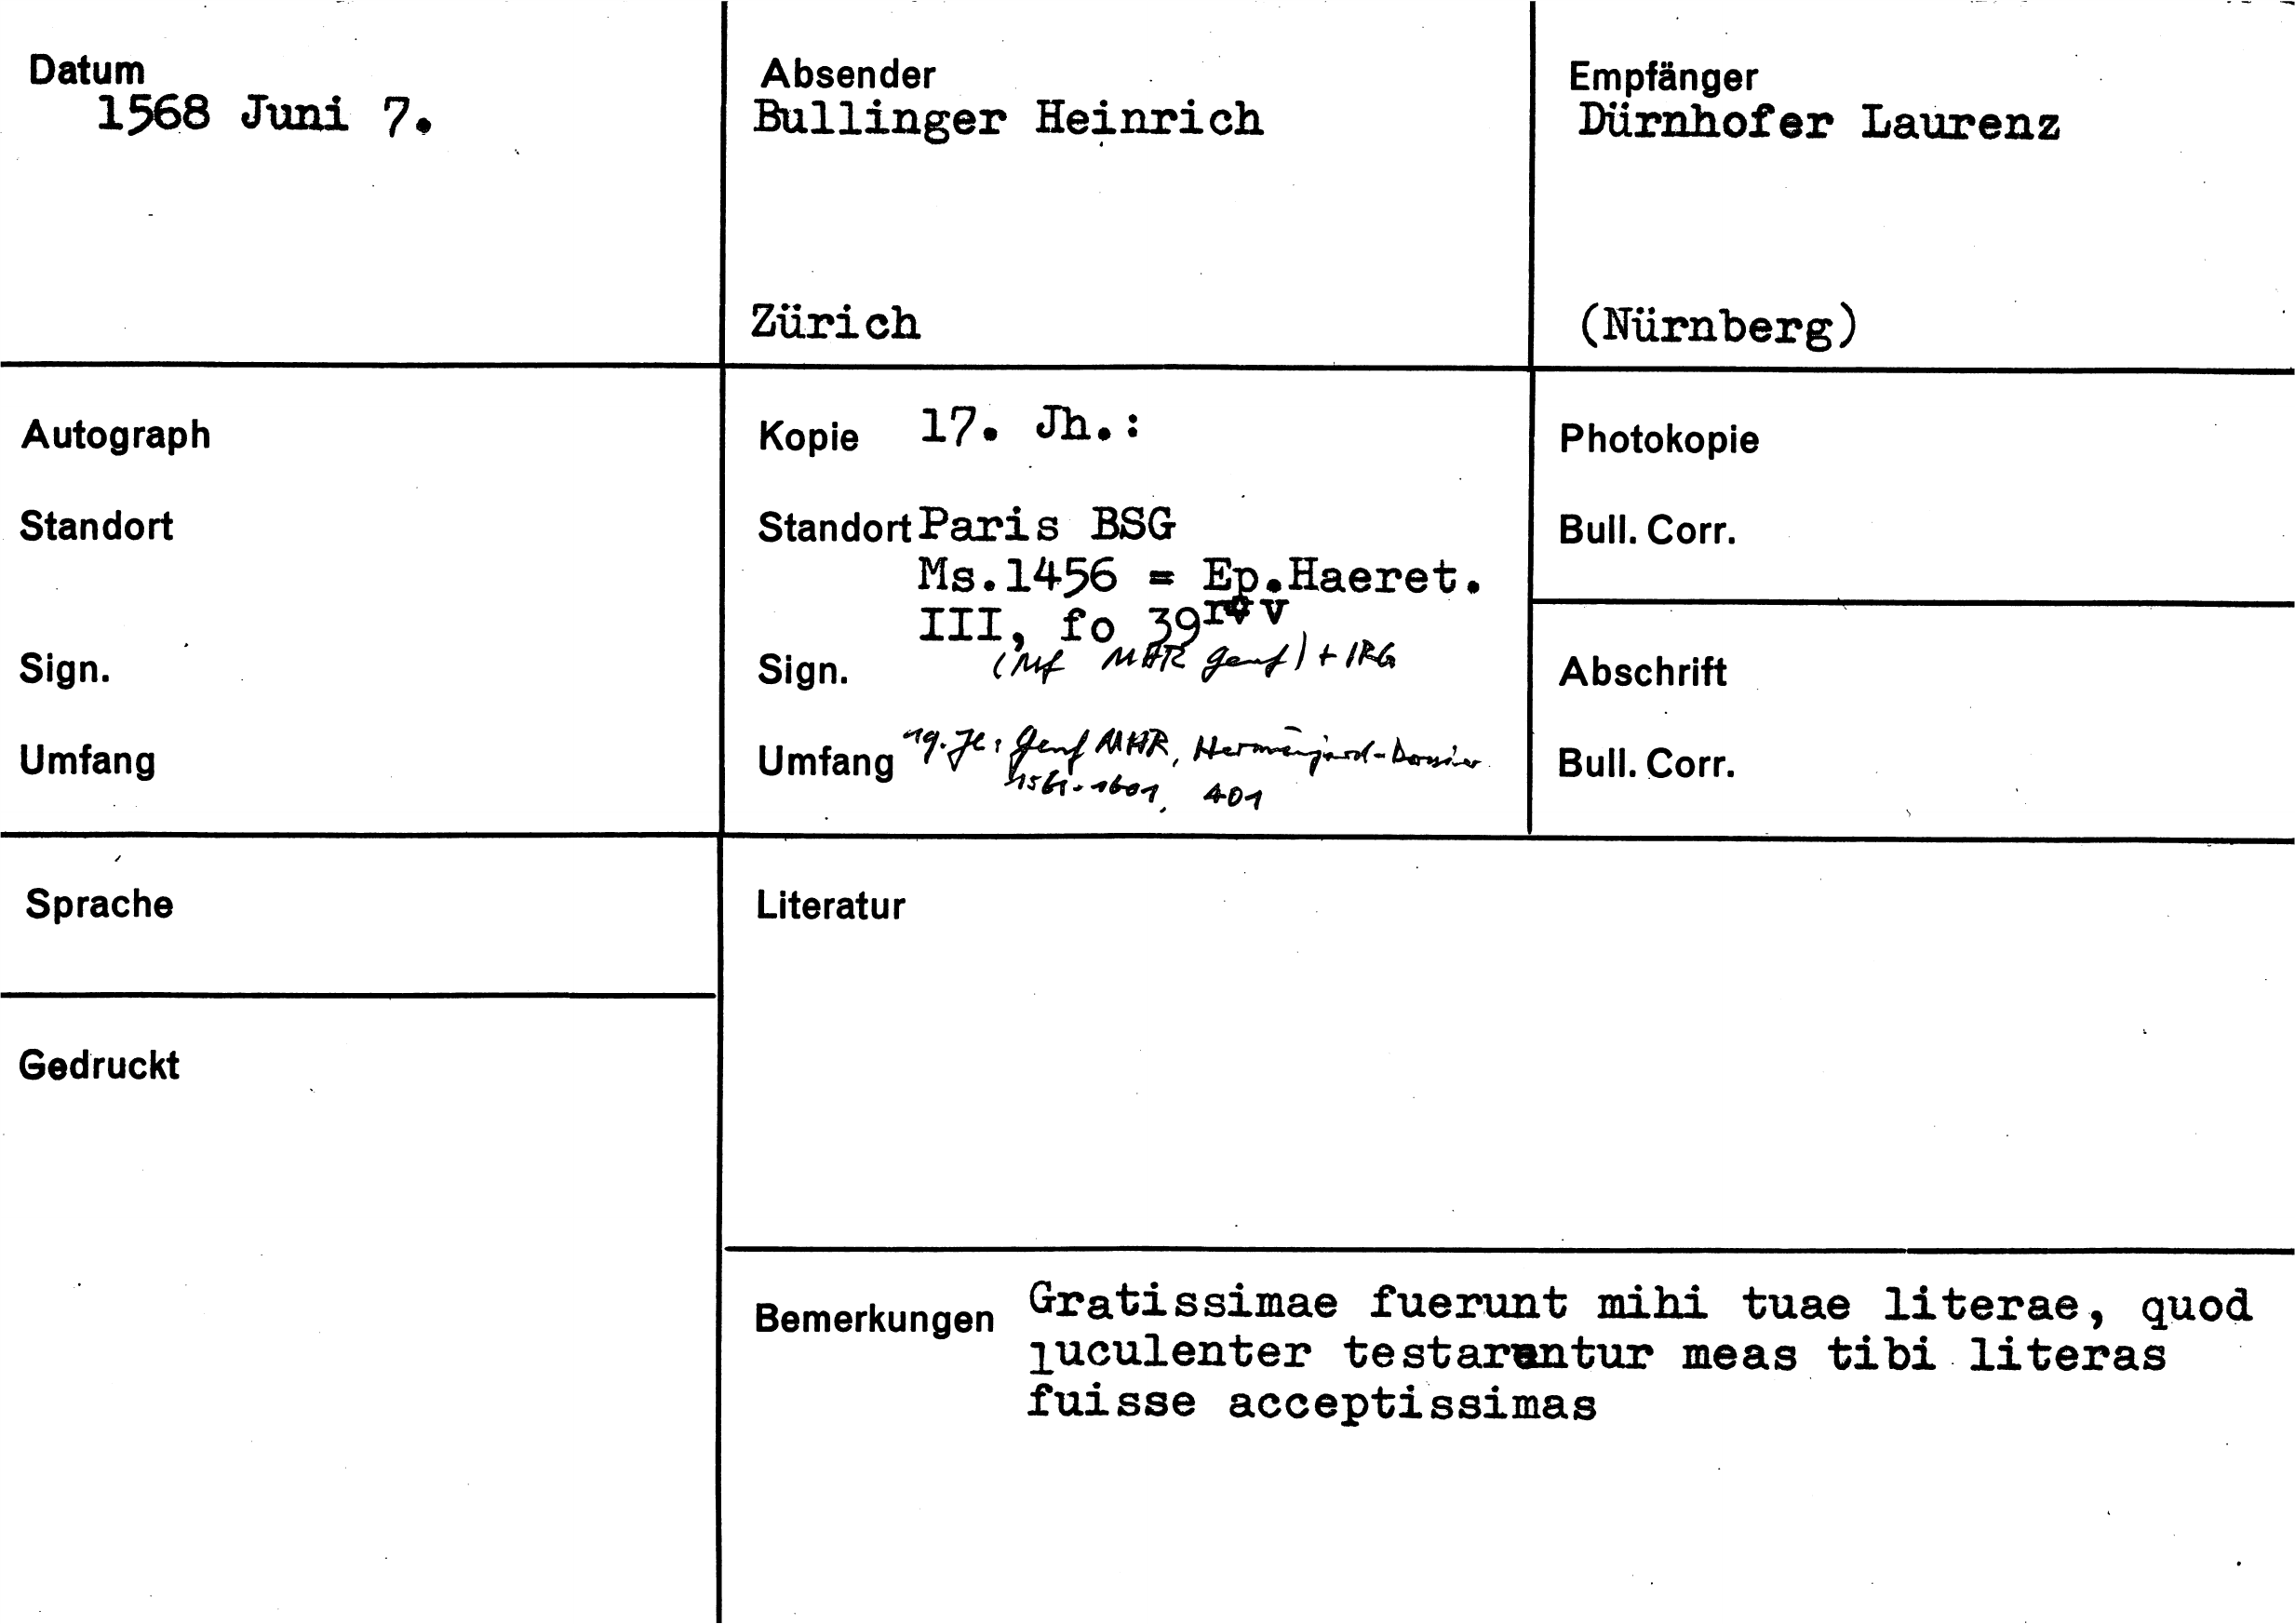 Datum
1568 Juni 7.
Absender
Bullinger Heinrich
Zürich
Empfänger
Dürnhofer Laurenz
(Nürnberg)
Autograph
Standort
Sign.
Umfang
Kopie 17. Jh.:
Standort Paris BSG
Ms.1456 = Ep.Haeret.
III, fo 39r v
Sign. (Mf MHR Genf) + IRG
Umfang 19. Jh: Genf MHR, Herminjard-Dossier
1561-1601, 401
Photokopie
Bull. Corr.
Abschrift
Bull. Corr.
Sprache
Gedruckt
Literatur
Bemerkungen Gratissimae fuerunt mihi tuae literae, quod
luculenter testarentur meas tibi literas
fuisse acceptissimas